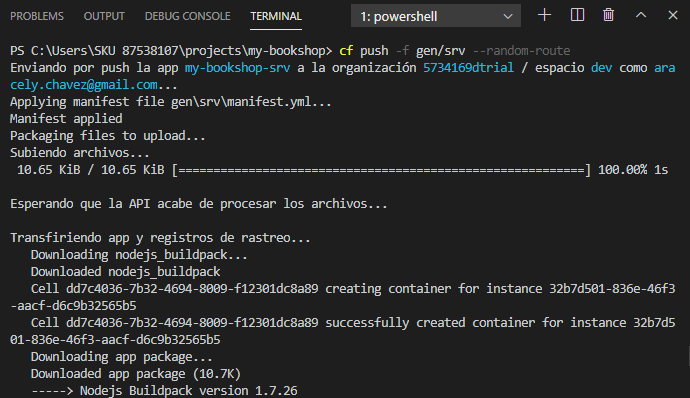 PROBLEMS OUTPUT DEBUG CONSOLE TERMINAL 1: powershell
PS C:\Users\SKU 87538107\projects\my-bookshop> cf push -f gen/srv --random-route
Enviando por push la app my-bookshop-srv a la organización 5734169dtrial / espacio dev como ara
cely.chavez@gmail.com...
Applying manifest file gen\srv\manifest.yml...
Manifest applied
Packaging files to upload...
Subiendo archivos...
10.65 KiB / 10.65 KiB [=========================================================] 100.00% 1s
Esperando que la API acabe de procesar los archivos...
Transfiriendo app y registros de rastreo...
Downloading nodejs_buildpack...
Downloaded nodejs_buildpack
Cell dd7c4036-7b32-4694-8009-f12301dc8a89 creating container for instance 32b7d501-836e-46f3
-aacf-d6c9b32565b5
Cell dd7c4036-7b32-4694-8009-f12301dc8a89 successfully created container for instance 32b7d5
01-836e-46f3-aacf-d6c9b32565b5
Downloading app package...
Downloaded app package (10.7K)
-----> Nodejs Buildpack version 1.7.26